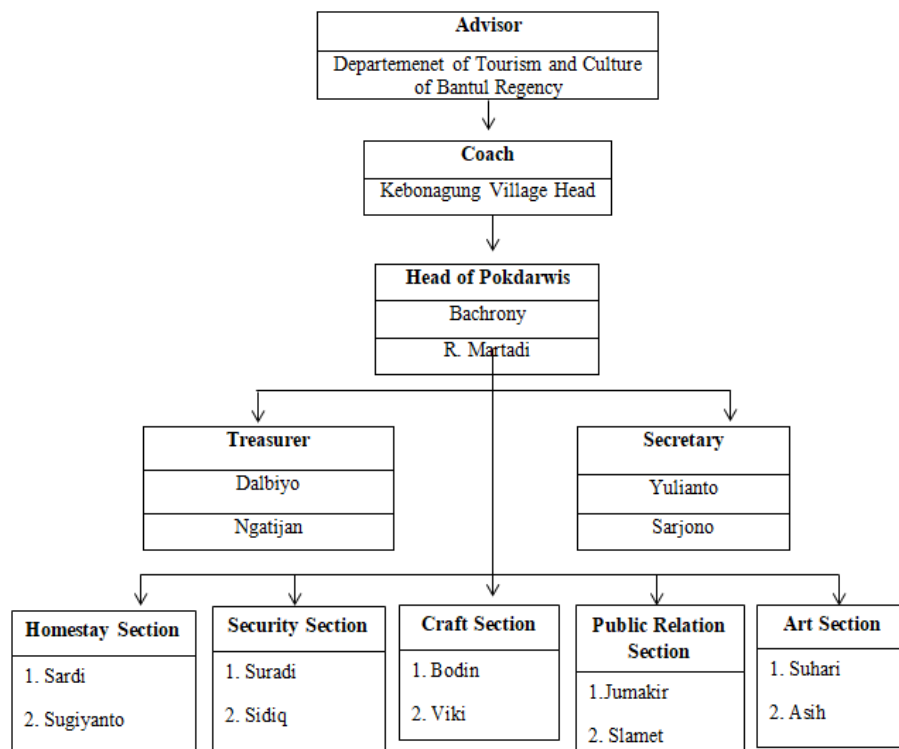 Advisor
Departemenet of Tourism and Culture
of Bantul Regency
Coach
Kebonagung Village Head
Head of Pokdarwis
Bachrony
R. Martadi
Treasurer
Dalbiyo
Ngatijan
Secretary
Yulianto
Sarjono
Homestay Section
1. Sardi
2. Sugiyanto
Security Section
1. Suradi
2. Sidiq
Craft Section
1. Bodin
2. Viki
Public Relation
Section
1.Jumakir
2. Slamet
Art Section
1. Suhari
2. Asih